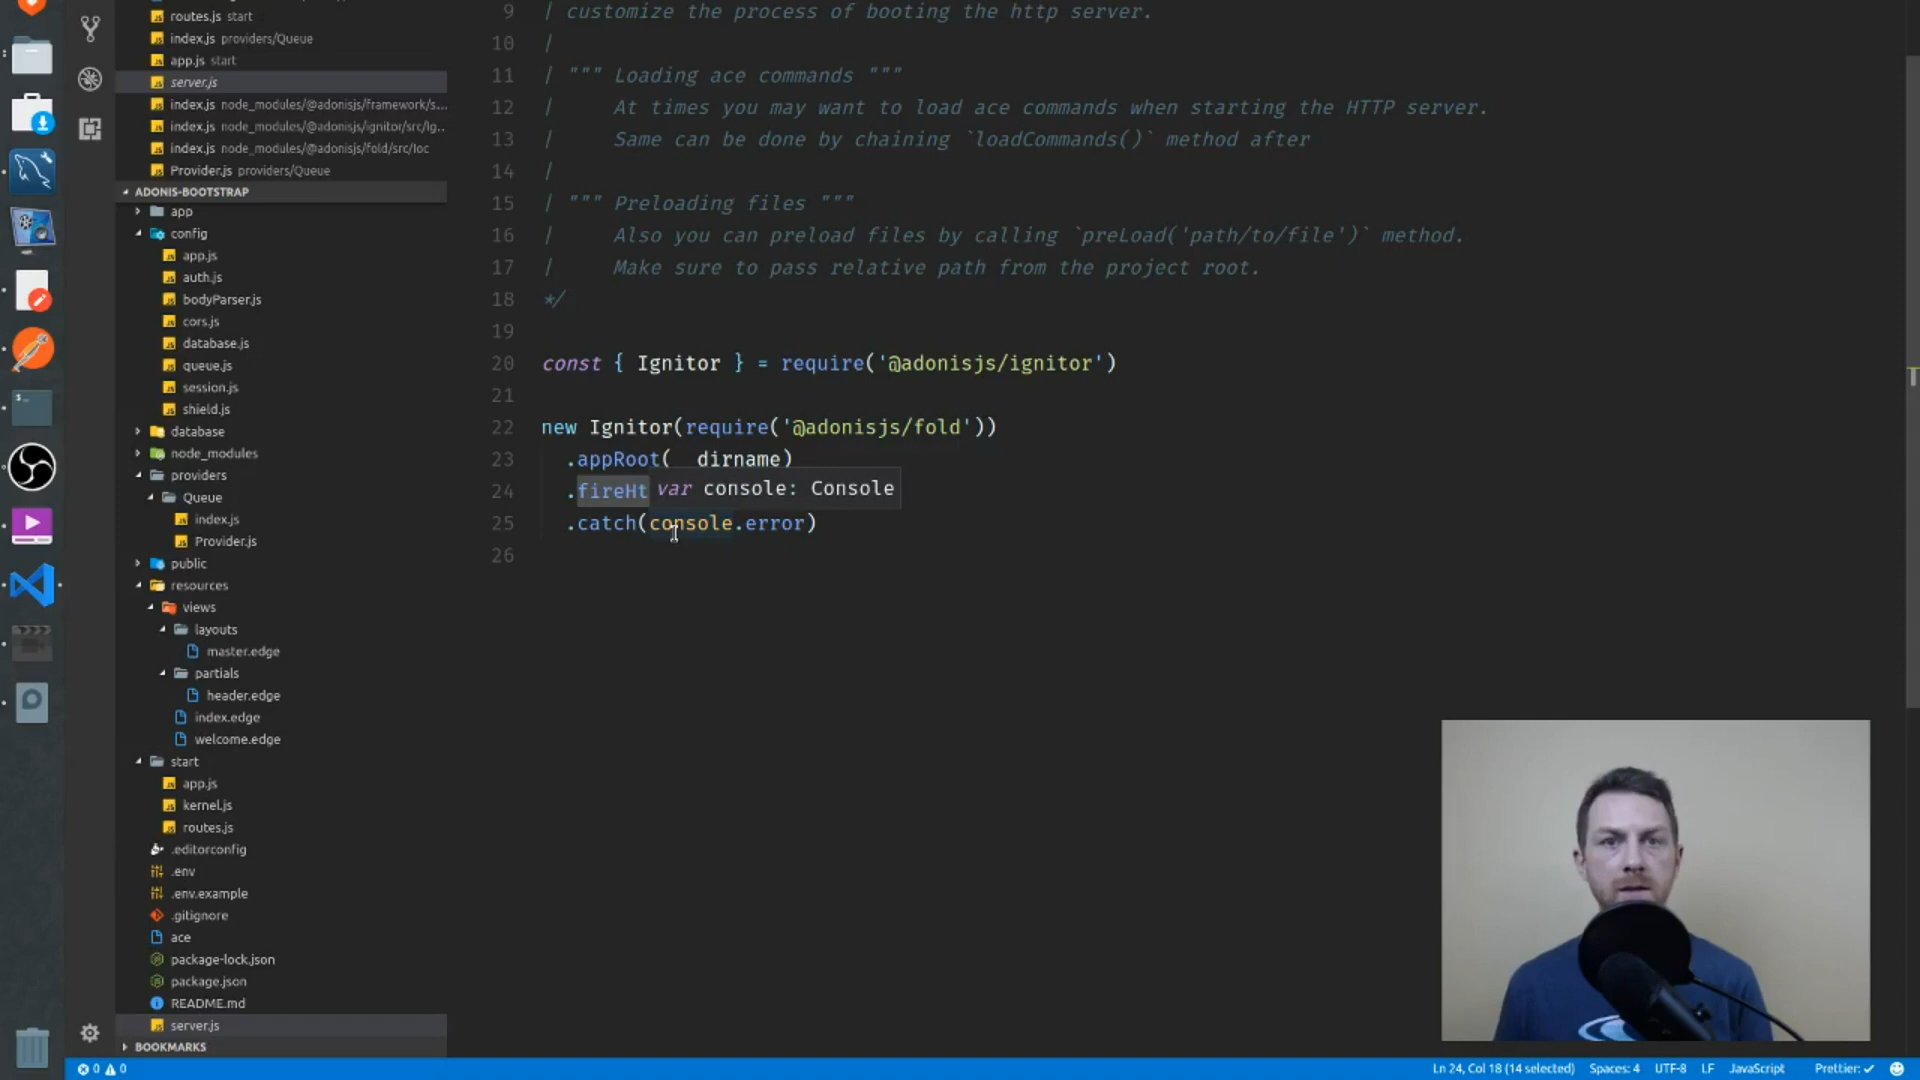 routes.js start
index.js providers/Queue
app.js start
server.js
index.js node_modules/@adonisjs/framework/s...
index.js node_modules/@adonisjs/ignitor/src/Ig..
index.js node_modules/@adonisjs/fold/src/Ioc
Provider.js providers/Queue
ADONIS-BOOTSTRAP
app
config
app.js
auth.js
bodyParser.js
cors.js
database.js
queue.js
session.js
shield.js
database
node_modules
providers
Queue
index.js
Provider.js
public
resources
views
layouts
master.edge
partials
header.edge
index.edge
welcome.edge
start
app.js
kernel.js
routes.js
.editorconfig
.env
.env.example
.gitignore
ace
package-lock.json
package.json
README.md
server.js
BOOKMARKS
9 | customize the process of booting the http server.
10 |
11 | """ Loading ace commands """
12 | At times you may want to load ace commands when starting the HTTP server.
13 | Same can be done by chaining `loadCommands()` method after
14 |
15 | """ Preloading files """
16 | Also you can preload files by calling `preLoad('path/to/file')` method.
17 | Make sure to pass relative path from the project root.
18 */
19
20 const { Ignitor } = require('@adonisjs/ignitor')
21
22 new Ignitor(require('@adonisjs/fold'))
23 .appRoot(__dirname)
24 .fireHt var console: Console
25 .catch(console.error)
26
0 0
Ln 24, Col 18 (14 selected) Spaces: 4 UTF-8 LF JavaScript Prettier: ✓